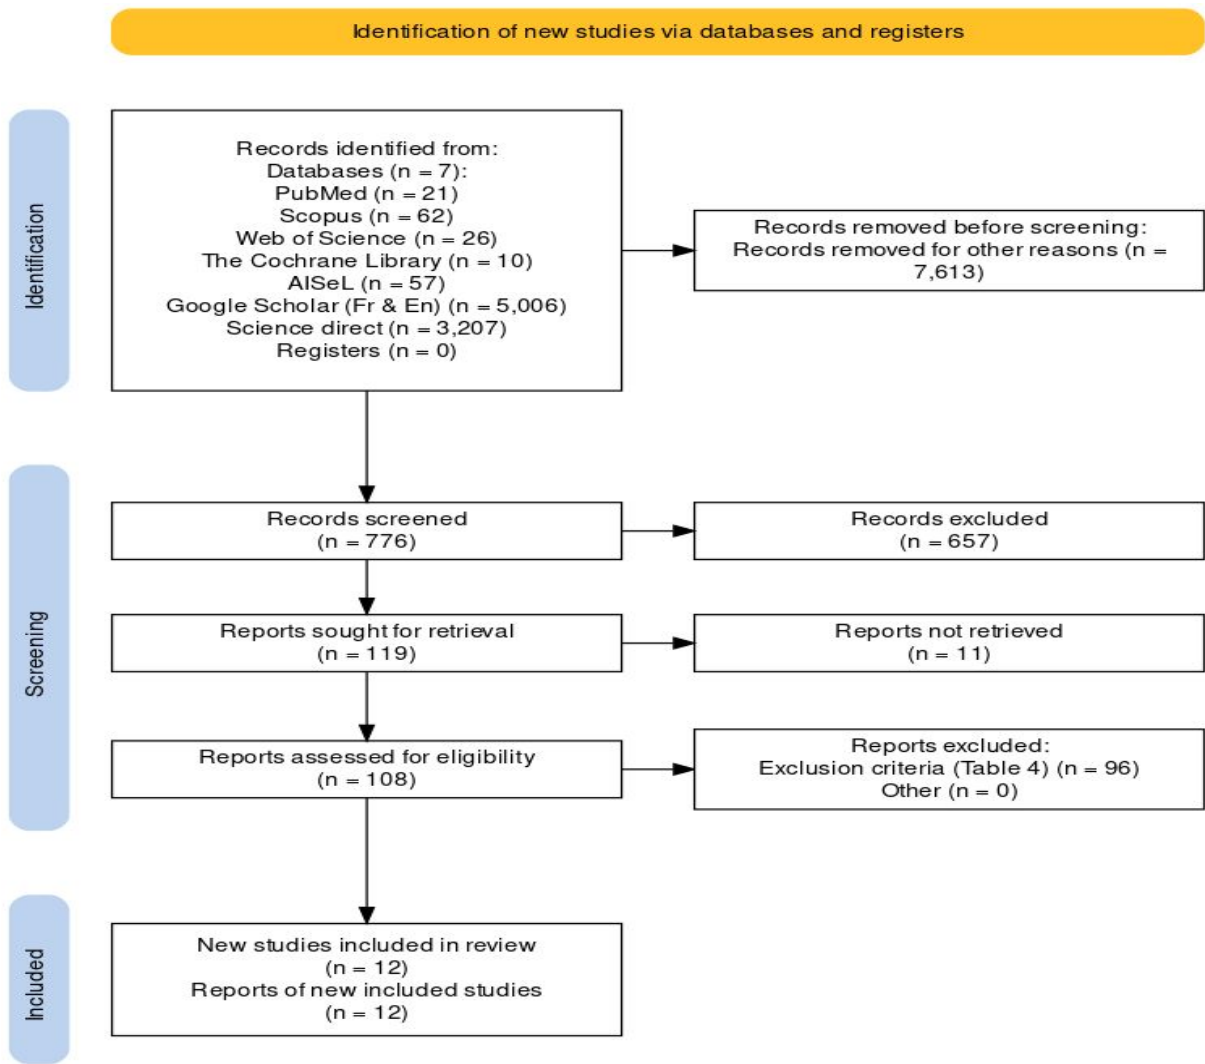 Identification of new studies via databases and registers
Identification
Records identified from:
Databases (n = 7):
PubMed (n = 21)
Scopus (n = 62)
Web of Science (n = 26)
The Cochrane Library (n = 10)
AISeL (n = 57)
Google Scholar (Fr & En) (n = 5,006)
Science direct (n = 3,207)
Registers (n = 0)
Records removed before screening:
Records removed for other reasons (n =
7,613)
Screening
Records screened
(n = 776)
Records excluded
(n = 657)
Reports sought for retrieval
(n = 119)
Reports not retrieved
(n = 11)
Reports assessed for eligibility
(n = 108)
Reports excluded:
Exclusion criteria (Table 4) (n = 96)
Other (n = 0)
Included
New studies included in review
(n = 12)
Reports of new included studies
(n = 12)